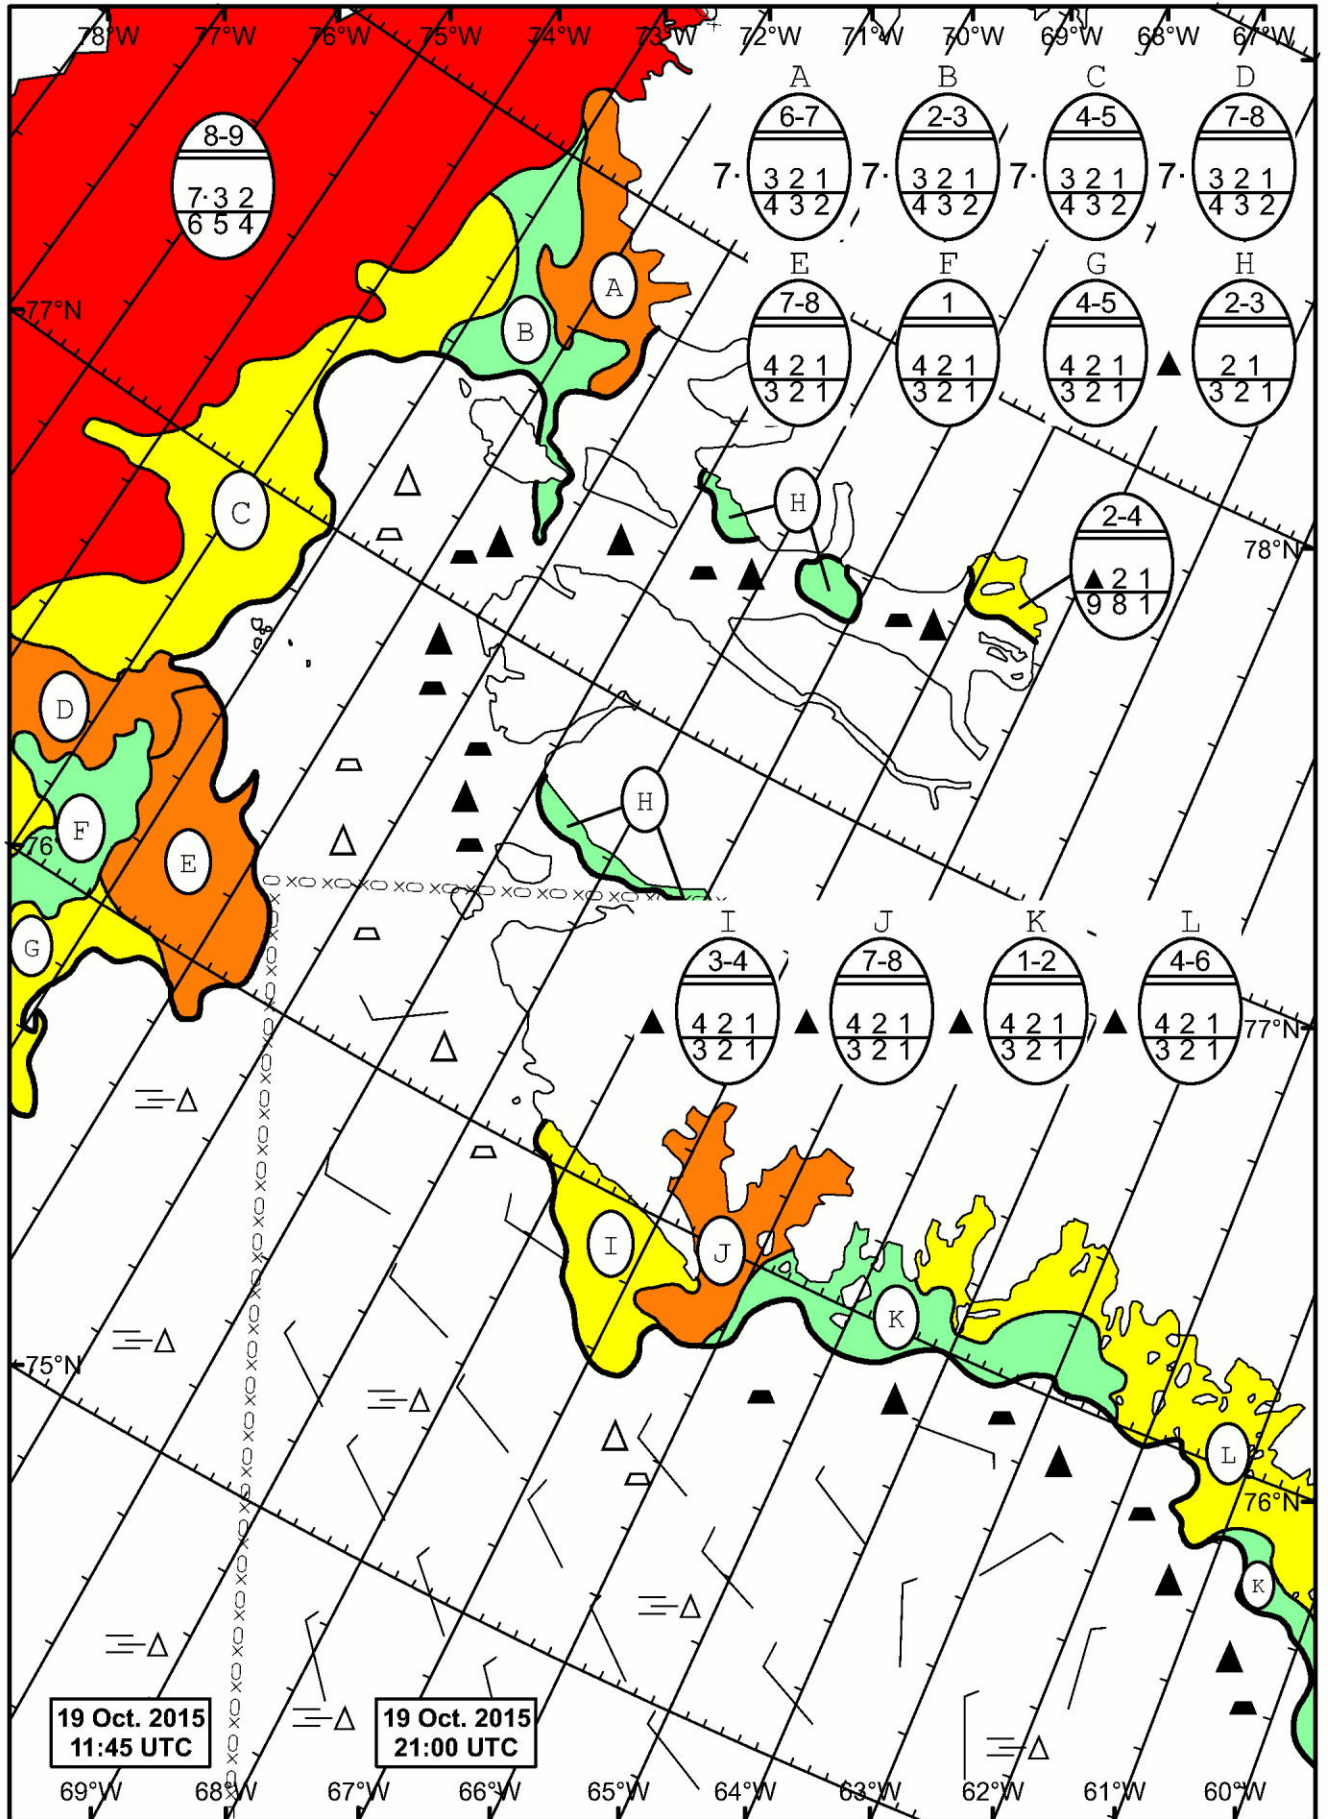 78°W 77°W 76°W 75°W 74°W 73°W 72°W 71°W 70°W 69°W 68°W 67°W
A B C D
8-9 6-7 2-3 4-5 7-8
7· 3 2 7· 3 2 1 7· 3 2 1 7· 3 2 1 7· 3 2 1
6 5 4 4 3 2 4 3 2 4 3 2 4 3 2
E F G H
A
77°N 7-8 1 4-5 2-3
B
4 2 1 4 2 1 4 2 1 ▲ 2 1
3 2 1 3 2 1 3 2 1 3 2 1
H
C 2-4
78°N
▲ 2 1
9 8 1
D
H
F
76°
E
I J K L
G
3-4 7-8 1-2 4-6
▲ 4 2 1 ▲ 4 2 1 ▲ 4 2 1 ▲ 4 2 1 77°N
3 2 1 3 2 1 3 2 1 3 2 1
I J
K
75°N
L
76°N
K
19 Oct. 2015
11:45 UTC
19 Oct. 2015
21:00 UTC
69°W 68°W 67°W 66°W 65°W 64°W 63°W 62°W 61°W 60°W